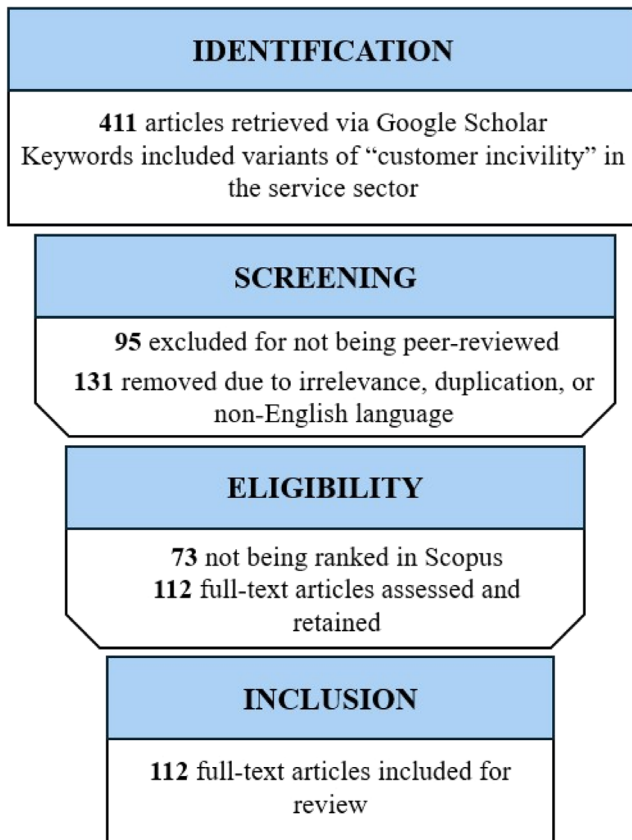 IDENTIFICATION
411 articles retrieved via Google Scholar
Keywords included variants of “customer incivility” in
the service sector
SCREENING
95 excluded for not being peer-reviewed
131 removed due to irrelevance, duplication, or
non-English language
ELIGIBILITY
73 not being ranked in Scopus
112 full-text articles assessed and
retained
INCLUSION
112 full-text articles included for
review